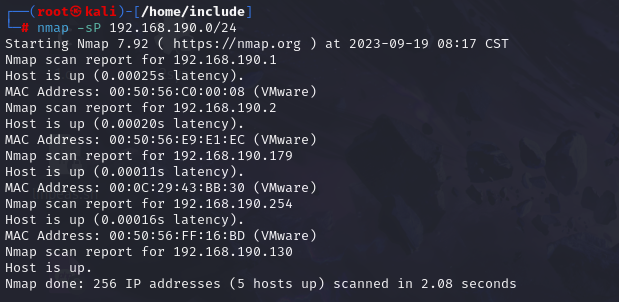 ┌──(root㉿kali)-[/home/include]
└─# nmap -sP 192.168.190.0/24
Starting Nmap 7.92 ( https://nmap.org ) at 2023-09-19 08:17 CST
Nmap scan report for 192.168.190.1
Host is up (0.00025s latency).
MAC Address: 00:50:56:C0:00:08 (VMware)
Nmap scan report for 192.168.190.2
Host is up (0.00020s latency).
MAC Address: 00:50:56:E9:E1:EC (VMware)
Nmap scan report for 192.168.190.179
Host is up (0.00011s latency).
MAC Address: 00:0C:29:43:BB:30 (VMware)
Nmap scan report for 192.168.190.254
Host is up (0.00016s latency).
MAC Address: 00:50:56:FF:16:BD (VMware)
Nmap scan report for 192.168.190.130
Host is up.
Nmap done: 256 IP addresses (5 hosts up) scanned in 2.08 seconds